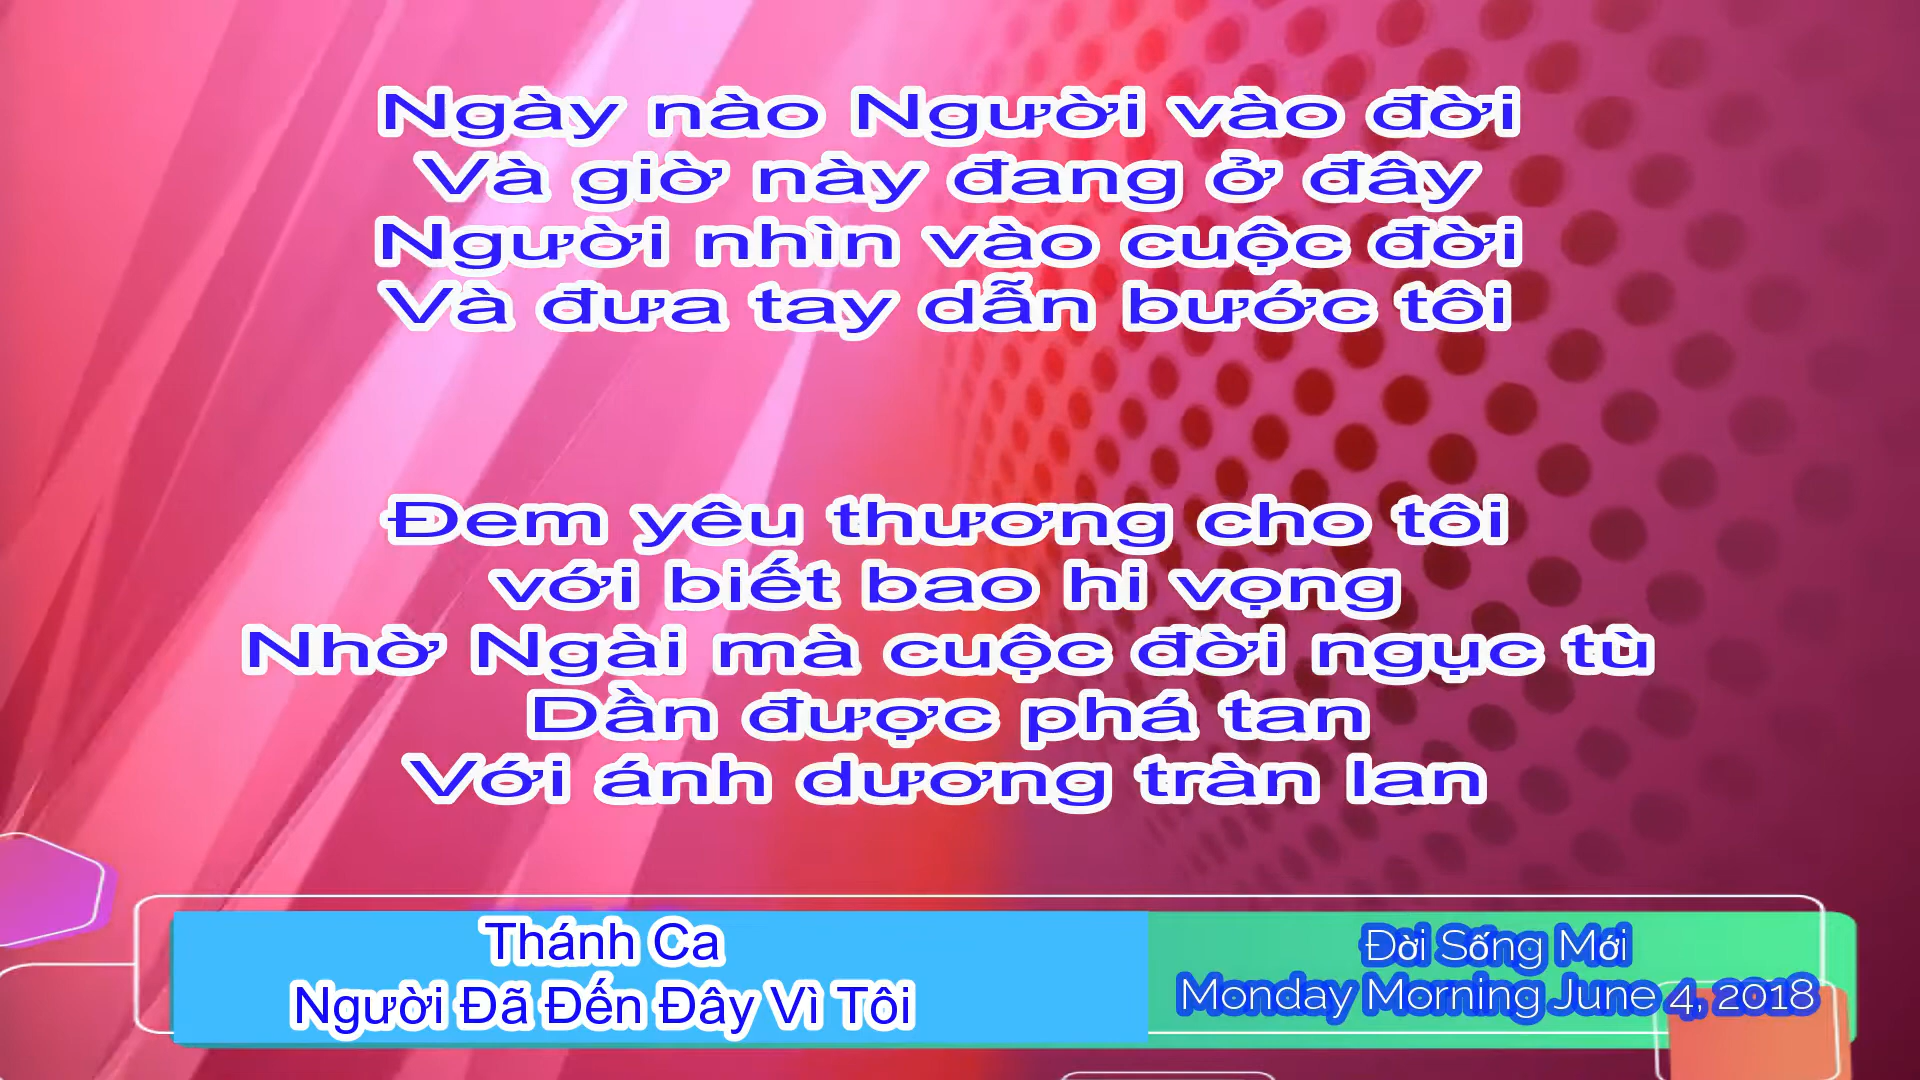 Ngày nào Người vào đời
Và giờ này đang ở đây
Người nhìn vào cuộc đời
Và đưa tay dẫn bước tôi
Đem yêu thương cho tôi
với biết bao hi vọng
Nhờ Ngài mà cuộc đời ngục tù
Dần được phá tan
Với ánh dương tràn lan
Thánh Ca
Người Đã Đến Đây Vì Tôi
Đời Sống Mới
Monday Morning June 4, 2018